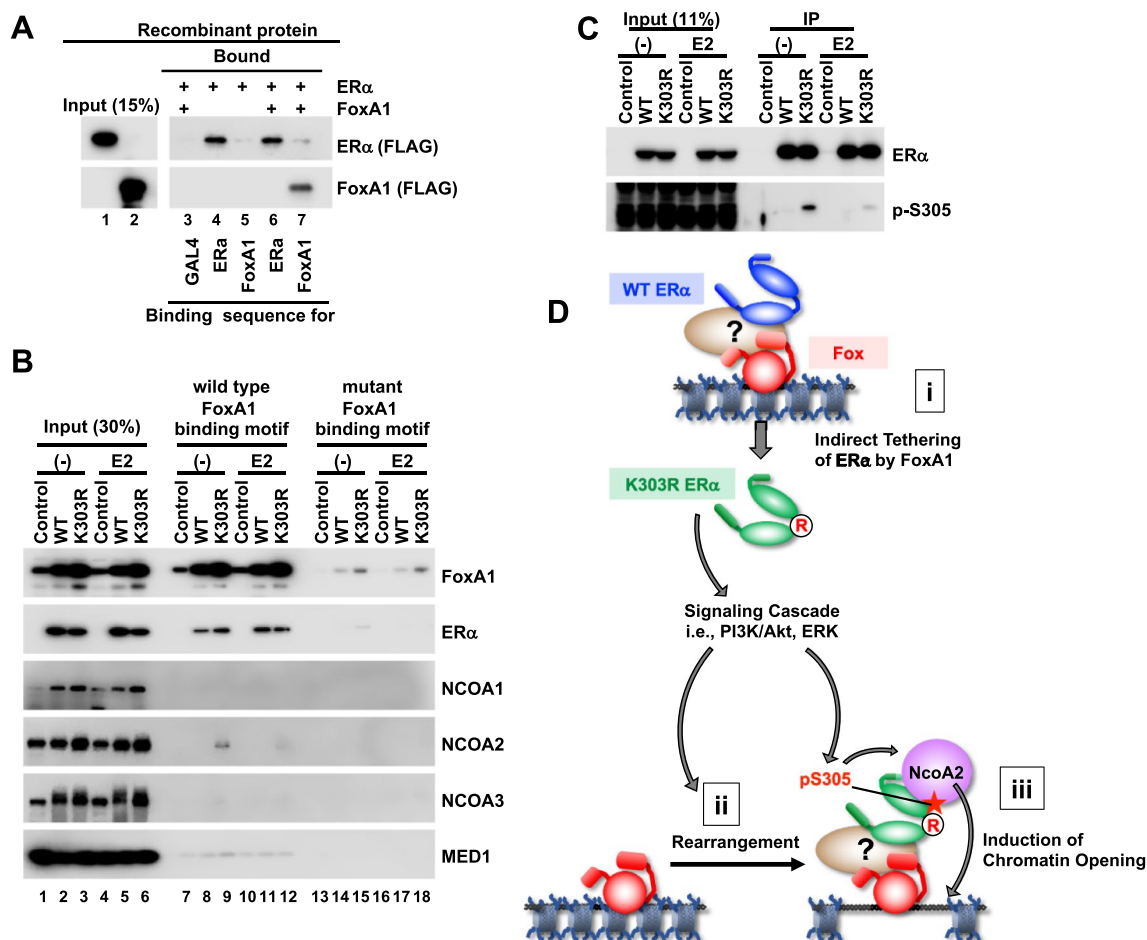 A
Recombinant protein
Bound
+ + + + + ERα
Input (15%) + + + FoxA1
ERα (FLAG)
FoxA1 (FLAG)
1 2 3 4 5 6 7
GAL4 ERa FoxA1 ERa FoxA1
Binding sequence for
B
wild type FoxA1 binding motif
mutant FoxA1 binding motif
Input (30%)
(-) E2 (-) E2 (-) E2
Control WT K303R Control WT K303R Control WT K303R Control WT K303R Control WT K303R Control WT K303R
FoxA1
ERα
NCOA1
NCOA2
NCOA3
MED1
1 2 3 4 5 6 7 8 9 10 11 12 13 14 15 16 17 18
C
Input (11%) IP
(-) E2 (-) E2
Control WT K303R Control WT K303R Control WT K303R Control WT K303R
ERα
p-S305
D
WT ERα
?
Fox
i
Indirect Tethering
of ERα by FoxA1
K303R ERα
R
Signaling Cascade
i.e., PI3K/Akt, ERK
pS305
NcoA2
ii
iii
R
Rearrangement
?
Induction of
Chromatin Opening